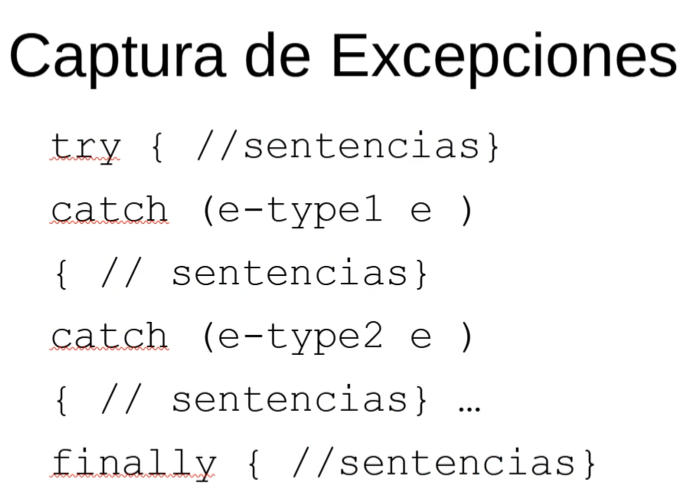 Captura de Excepciones
try { //sentencias}
catch (e-type1 e )
{ // sentencias}
catch (e-type2 e )
{ // sentencias} …
finally { //sentencias}